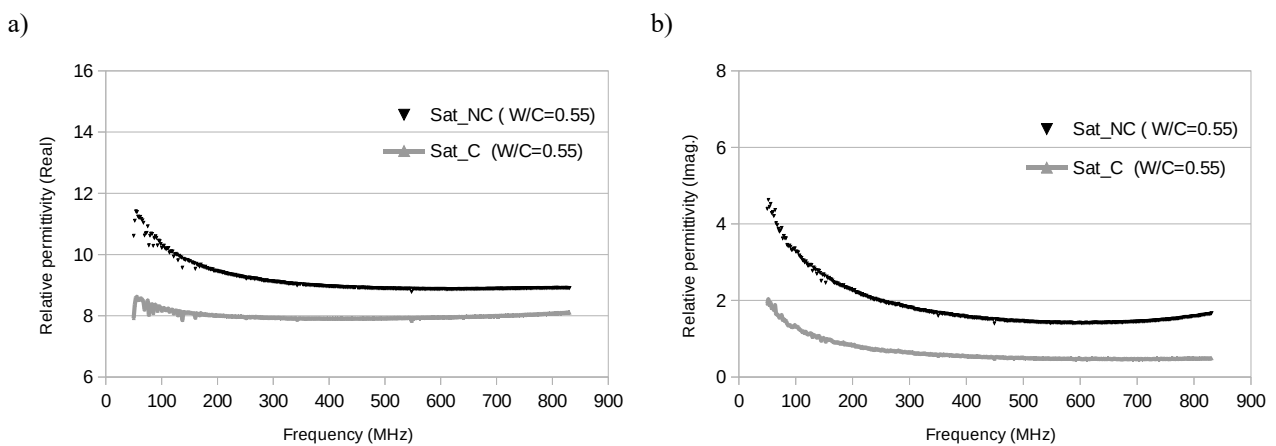 a)
16
14
12
10
8
6
0 100 200 300 400 500 600 700 800 900
Relative permittivity (Real)
Frequency (MHz)
Sat_NC ( W/C=0.55)
Sat_C (W/C=0.55)
b)
8
6
4
2
0
0 100 200 300 400 500 600 700 800 900
Relative permittivity (Imag.)
Frequency (MHz)
Sat_NC ( W/C=0.55)
Sat_C (W/C=0.55)